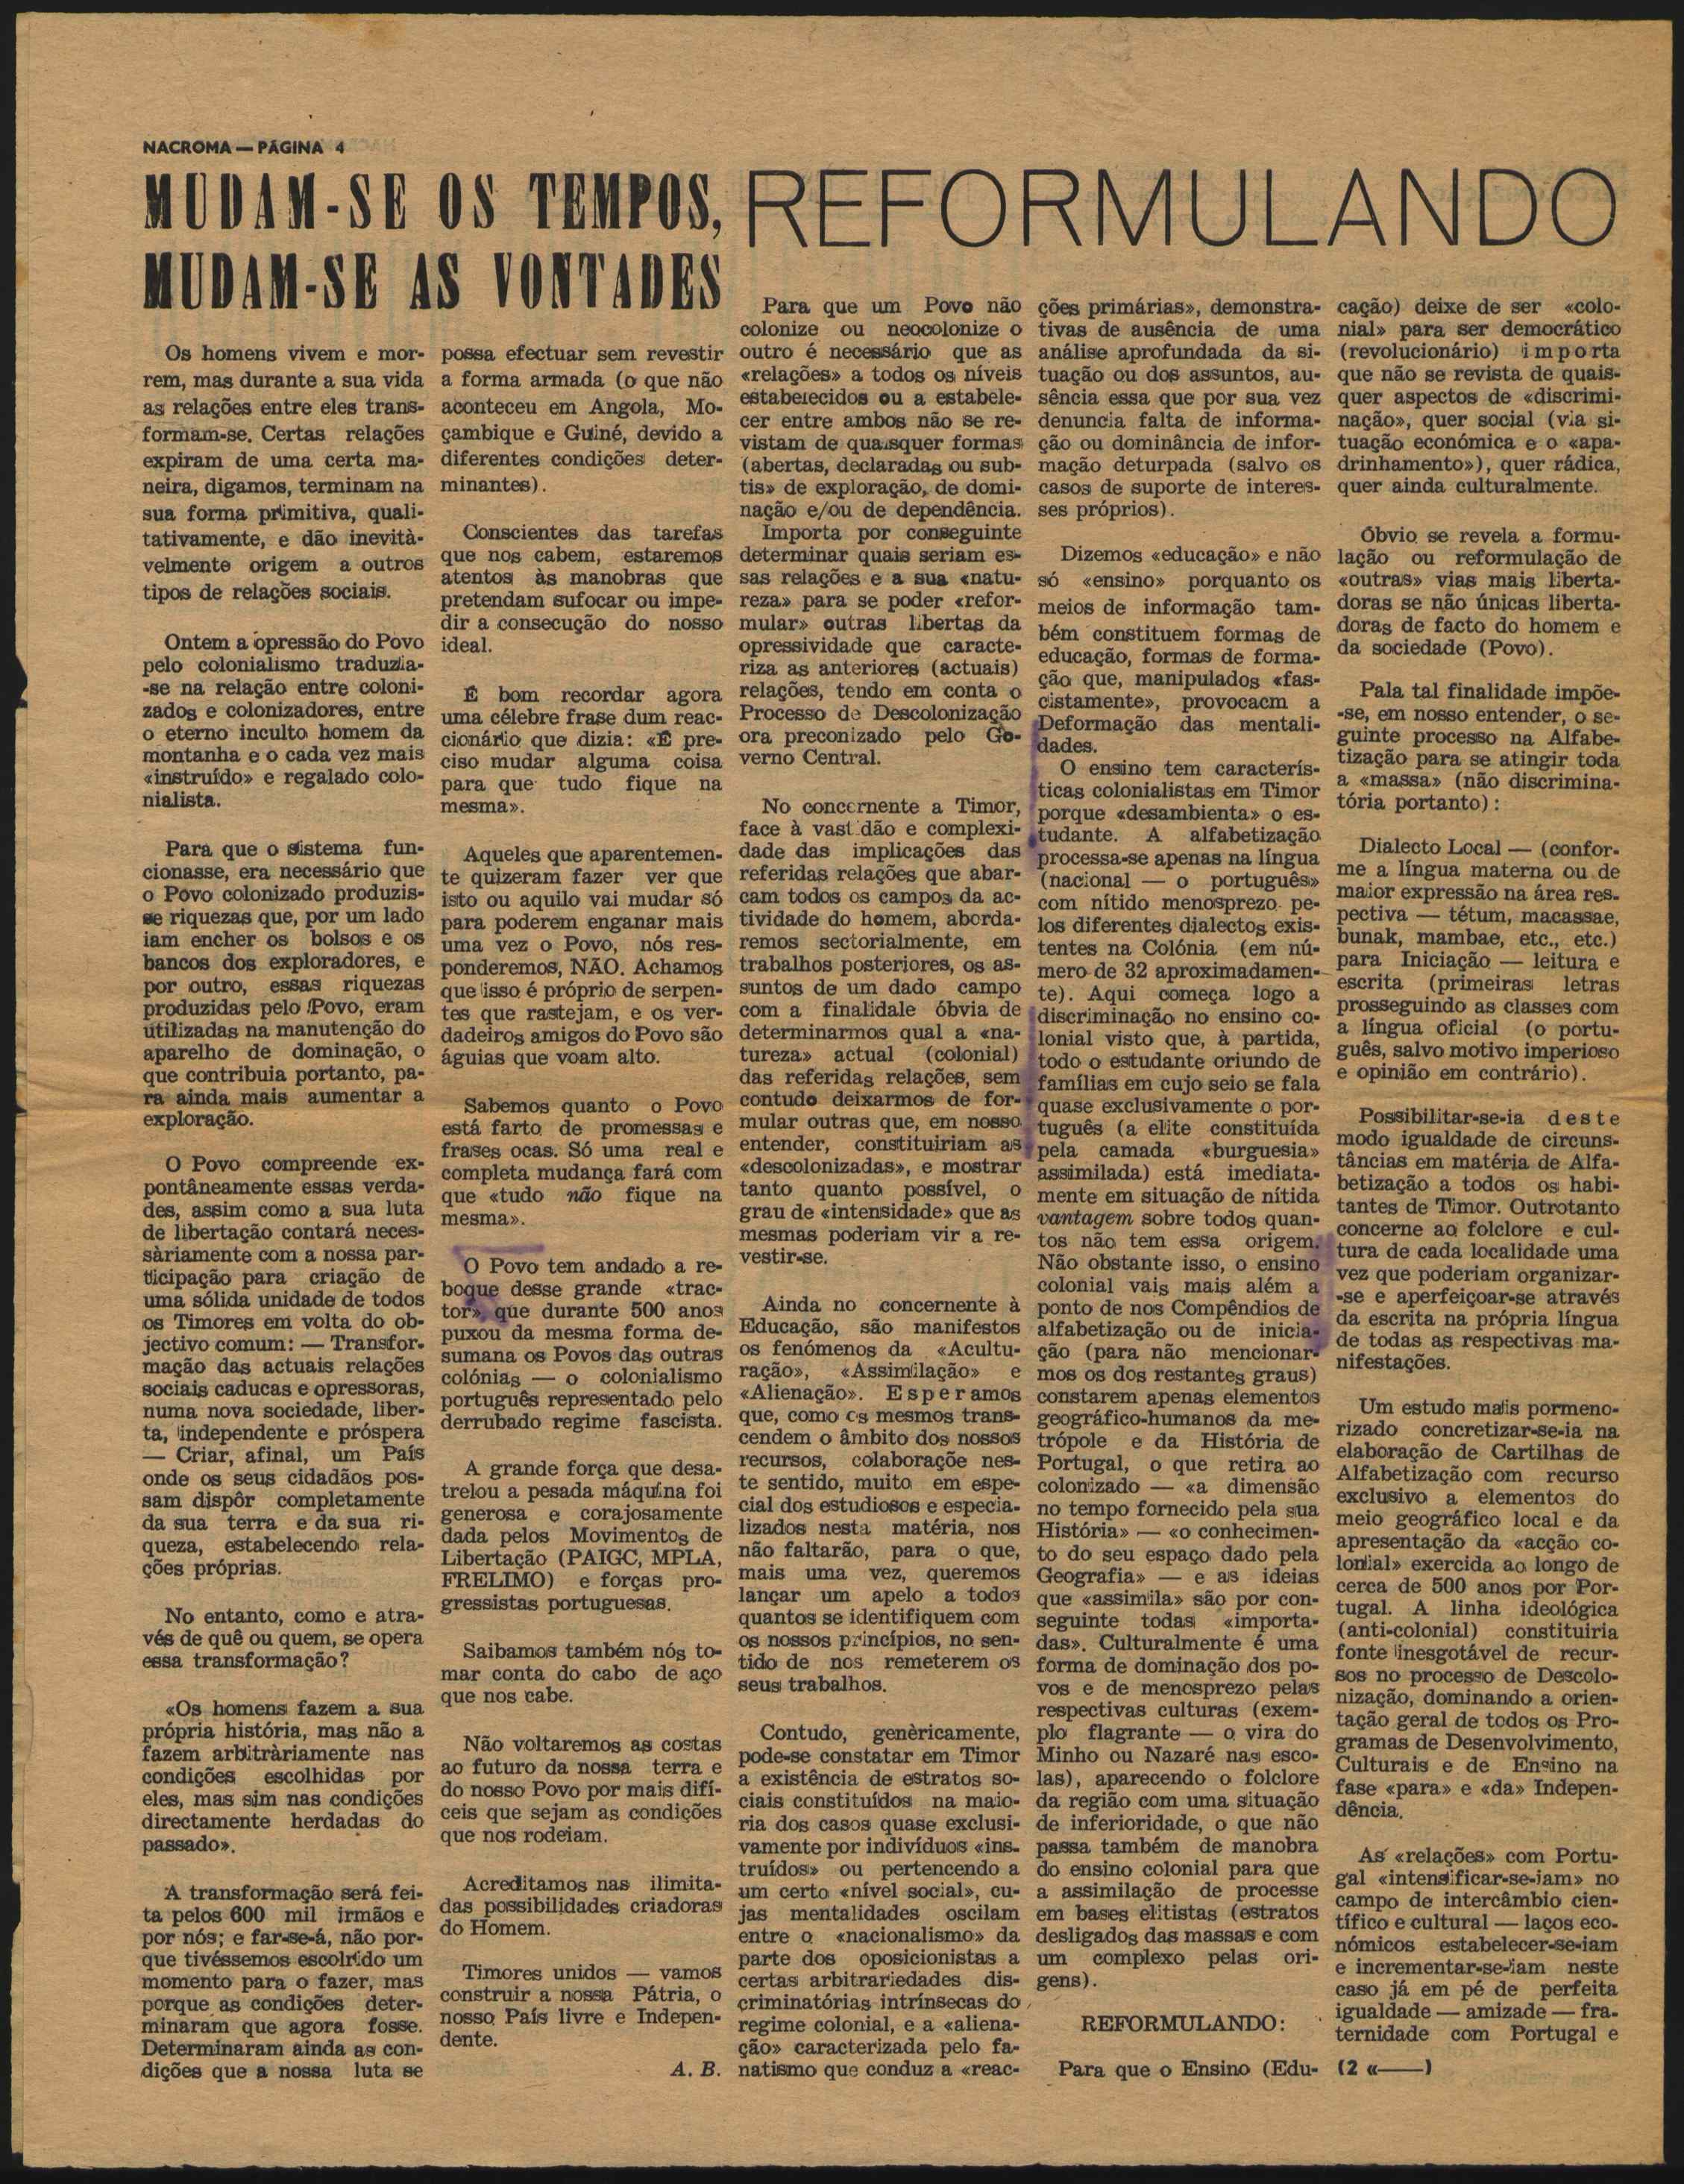 NACROMA — PÁGINA 4
MUDAM-SE OS TEMPOS,
MUDAM-SE AS VONTADES
Os homens vivem e mor-
rem, mas durante a sua vida
as relações entre eles trans-
formam-se. Certas relações
expiram de uma certa ma-
neira, digamos, terminam na
sua forma primitiva, quali-
tativamente, e dão inevità-
velmente origem a outros
tipos de relações sociais.
Ontem a opressão do Povo
pelo colonialismo traduzia-
-se na relação entre coloni-
zados e colonizadores, entre
o eterno inculto homem da
montanha e o cada vez mais
«instruído» e regalado colo-
nialista.
Para que o sistema fun-
cionasse, era necessário que
o Povo colonizado produzis-
se riquezas que, por um lado
iam encher os bolsos e os
bancos dos exploradores, e
por outro, essas riquezas
produzidas pelo Povo, eram
utilizadas na manutenção do
aparelho de dominação, o
que contribuia portanto, pa-
ra ainda mais aumentar a
exploração.
O Povo compreende ex-
pontâneamente essas verda-
des, assim como a sua luta
de libertação contará neces-
sàriamente com a nossa par-
ticipação para criação de
uma sólida unidade de todos
os Timores em volta do ob-
jectivo comum: — Transfor-
mação das actuais relações
sociais caducas e opressoras,
numa nova sociedade, liber-
ta, independente e próspera
— Criar, afinal, um País
onde os seus cidadãos pos-
sam dispôr completamente
da sua terra e da sua ri-
queza, estabelecendo rela-
ções próprias.
No entanto, como e atra-
vés de quê ou quem, se opera
essa transformação?
«Os homens fazem a sua
própria história, mas não a
fazem arbitràriamente nas
condições escolhidas por
eles, mas sim nas condições
directamente herdadas do
passado».
A transformação será fei-
ta pelos 600 mil irmãos e
por nós; e far-se-á, não por-
que tivéssemos escolhido um
momento para o fazer, mas
porque as condições deter-
minaram que agora fosse.
Determinaram ainda as con-
dições que a nossa luta se
possa efectuar sem revestir
a forma armada (o que não
aconteceu em Angola, Mo-
çambique e Guiné, devido a
diferentes condições deter-
minantes).
Conscientes das tarefas
que nos cabem, estaremos
atentos às manobras que
pretendam sufocar ou impe-
dir a consecução do nosso
ideal.
É bom recordar agora
uma célebre frase dum reac-
cionário que dizia: «É pre-
ciso mudar alguma coisa
para que tudo fique na
mesma».
Aqueles que aparentemen-
te quizeram fazer ver que
isto ou aquilo vai mudar só
para poderem enganar mais
uma vez o Povo, nós res-
ponderemos, NÃO. Achamos
que isso é próprio de serpen-
tes que rastejam, e os ver-
dadeiros amigos do Povo são
águias que voam alto.
Sabemos quanto o Povo
está farto de promessas e
frases ocas. Só uma real e
completa mudança fará com
que «tudo não fique na
mesma».
O Povo tem andado a re-
boque desse grande «trac-
tor», que durante 500 anos
puxou da mesma forma de-
sumana os Povos das outras
colónias — o colonialismo
português representado pelo
derrubado regime fascista.
A grande força que desa-
trelou a pesada máquina foi
generosa e corajosamente
dada pelos Movimentos de
Libertação (PAIGC, MPLA,
FRELIMO) e forças pro-
gressistas portuguesas.
Saibamos também nós to-
mar conta do cabo de aço
que nos cabe.
Não voltaremos as costas
ao futuro da nossa terra e
do nosso Povo por mais difí-
ceis que sejam as condições
que nos rodeiam.
Acreditamos nas ilimita-
das possibilidades criadoras
do Homem.
Timores unidos — vamos
construir a nossa Pátria, o
nosso País livre e Indepen-
dente.
A. B.
REFORMULANDO
Para que um Povo não
colonize ou neocolonize o
outro é necessário que as
«relações» a todos os níveis
estabelecidos ou a estabele-
cer entre ambos não se re-
vistam de quaisquer formas
(abertas, declaradas ou sub-
tis» de exploração, de domi-
nação e/ou de dependência.
Importa por conseguinte
determinar quais seriam es-
sas relações e a sua «natu-
reza» para se poder «refor-
mular» outras libertas da
opressividade que caracte-
riza as anteriores (actuais)
relações, tendo em conta o
Processo de Descolonização
ora preconizado pelo Go-
verno Central.
No concernente a Timor,
face à vastidão e complexi-
dade das implicações das
referidas relações que abar-
cam todos os campos da ac-
tividade do homem, aborda-
remos sectorialmente, em
trabalhos posteriores, os as-
suntos de um dado campo
com a finalidale óbvia de
determinarmos qual a «na-
tureza» actual (colonial)
das referidas relações, sem
contudo deixarmos de for-
mular outras que, em nosso
entender, constituiriam as
«descolonizadas», e mostrar
tanto quanto possível, o
grau de «intensidade» que as
mesmas poderiam vir a re-
vestir-se.
Ainda no concernente à
Educação, são manifestos
os fenómenos da «Acultu-
ração», «Assimilação» e
«Alienação». Esperamos
que, como os mesmos trans-
cendem o âmbito dos nossos
recursos, colaboraçõe nes-
te sentido, muito em espe-
cial dos estudiosos e especia-
lizados nesta matéria, nos
não faltarão, para o que,
mais uma vez, queremos
lançar um apelo a todos
quantos se identifiquem com
os nossos princípios, no sen-
tido de nos remeterem os
seus trabalhos.
Contudo, genèricamente,
pode-se constatar em Timor
a existência de estratos so-
ciais constituídos na maio-
ria dos casos quase exclusi-
vamente por indivíduos «ins-
truídos» ou pertencendo a
um certo «nível social», cu-
jas mentalidades oscilam
entre o «nacionalismo» da
parte dos oposicionistas a
certas arbitrariedades dis-
criminatórias intrínsecas do
regime colonial, e a «aliena-
ção» caracterizada pelo fa-
natismo que conduz a «reac-
ções primárias», demonstra-
tivas de ausência de uma
análise aprofundada da si-
tuação ou dos assuntos, au-
sência essa que por sua vez
denuncia falta de informa-
ção ou dominância de infor-
mação deturpada (salvo os
casos de suporte de interes-
ses próprios).
Dizemos «educação» e não
só «ensino» porquanto os
meios de informação tam-
bém constituem formas de
educação, formas de forma-
ção que, manipulados «fas-
cistamente», provocacm a
Deformação das mentali-
dades.
O ensino tem caracterís-
ticas colonialistas em Timor
porque «desambienta» o es-
tudante. A alfabetização
processa-se apenas na língua
(nacional — o português»
com nítido menosprezo pe-
los diferentes dialectos exis-
tentes na Colónia (em nú-
mero de 32 aproximadamen-
te). Aqui começa logo a
discriminação no ensino co-
lonial visto que, à partida,
todo o estudante oriundo de
famílias em cujo seio se fala
quase exclusivamente o por-
tuguês (a elite constituída
pela camada «burguesia»
assimilada) está imediata-
mente em situação de nítida
vantagem sobre todos quan-
tos não tem essa origem.
Não obstante isso, o ensino
colonial vais mais além a
ponto de nos Compêndios de
alfabetização ou de inicia-
ção (para não mencionar-
mos os dos restantes graus)
constarem apenas elementos
geográfico-humanos da me-
trópole e da História de
Portugal, o que retira ao
colonizado — «a dimensão
no tempo fornecido pela sua
História» — «o conhecimen-
to do seu espaço dado pela
Geografia» — e as ideias
que «assimila» são por con-
seguinte todas «importa-
das». Culturalmente é uma
forma de dominação dos po-
vos e de menosprezo pelas
respectivas culturas (exem-
plo flagrante — o vira do
Minho ou Nazaré nas esco-
las), aparecendo o folclore
da região com uma situação
de inferioridade, o que não
passa também de manobra
do ensino colonial para que
a assimilação de processe
em bases elitistas (estratos
desligados das massas e com
um complexo pelas ori-
gens).
REFORMULANDO:
Para que o Ensino (Edu-
cação) deixe de ser «colo-
nial» para ser democrático
(revolucionário) importa
que não se revista de quais-
quer aspectos de «discrimi-
nação», quer social (via si-
tuação económica e o «apa-
drinhamento»), quer rádica,
quer ainda culturalmente.
Óbvio se revela a formu-
lação ou reformulação de
«outras» vias mais liberta-
doras se não únicas liberta-
doras de facto do homem e
da sociedade (Povo).
Pala tal finalidade impõe-
-se, em nosso entender, o se-
guinte processo na Alfabe-
tização para se atingir toda
a «massa» (não discrimina-
tória portanto):
Dialecto Local — (confor-
me a língua materna ou de
maior expressão na área res-
pectiva — tétum, macassae,
bunak, mambae, etc., etc.)
para Iniciação — leitura e
escrita (primeiras letras
prosseguindo as classes com
a língua oficial (o portu-
guês, salvo motivo imperioso
e opinião em contrário).
Possibilitar-se-ia deste
modo igualdade de circuns-
tâncias em matéria de Alfa-
betização a todos os habi-
tantes de Timor. Outrotanto
concerne ao folclore e cul-
tura de cada localidade uma
vez que poderiam organizar-
-se e aperfeiçoar-se através
da escrita na própria língua
de todas as respectivas ma-
nifestações.
Um estudo mais pormeno-
rizado concretizar-se-ia na
elaboração de Cartilhas de
Alfabetização com recurso
exclusivo a elementos do
meio geográfico local e da
apresentação da «acção co-
lonial» exercida ao longo de
cerca de 500 anos por Por-
tugal. A linha ideológica
(anti-colonial) constituiria
fonte inesgotável de recur-
sos no processo de Descolo-
nização, dominando a orien-
tação geral de todos os Pro-
gramas de Desenvolvimento,
Culturais e de Ensino na
fase «para» e «da» Indepen-
dência.
As «relações» com Portu-
gal «intensificar-se-iam» no
campo de intercâmbio cien-
tífico e cultural — laços eco-
nómicos estabelecer-se-iam
e incrementar-se-iam neste
caso já em pé de perfeita
igualdade — amizade — fra-
ternidade com Portugal e
(2 «——)